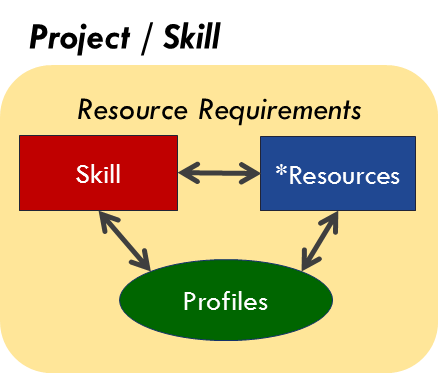 Project / Skill
Resource Requirements
Skill
*Resources
Profiles